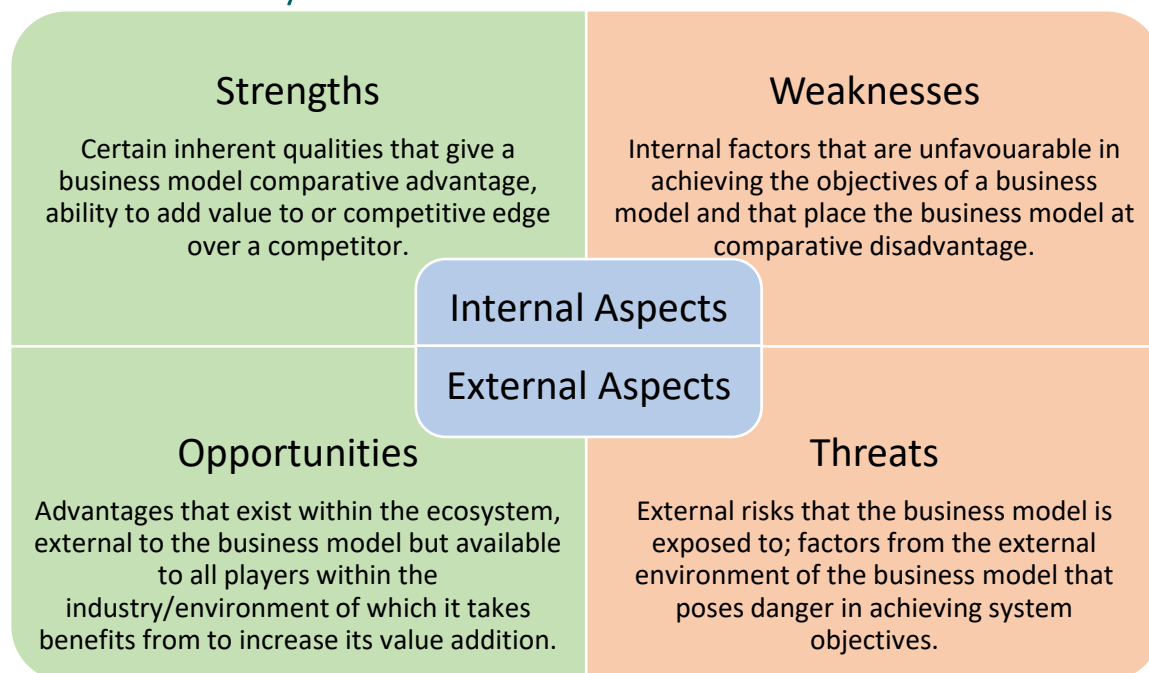 Strengths
Certain inherent qualities that give a
business model comparative advantage,
ability to add value to or competitive edge
over a competitor.
Weaknesses
Internal factors that are unfavouarable in
achieving the objectives of a business
model and that place the business model at
comparative disadvantage.
Internal Aspects
External Aspects
Opportunities
Advantages that exist within the ecosystem,
external to the business model but available
to all players within the
industry/environment of which it takes
benefits from to increase its value addition.
Threats
External risks that the business model is
exposed to; factors from the external
environment of the business model that
poses danger in achieving system
objectives.